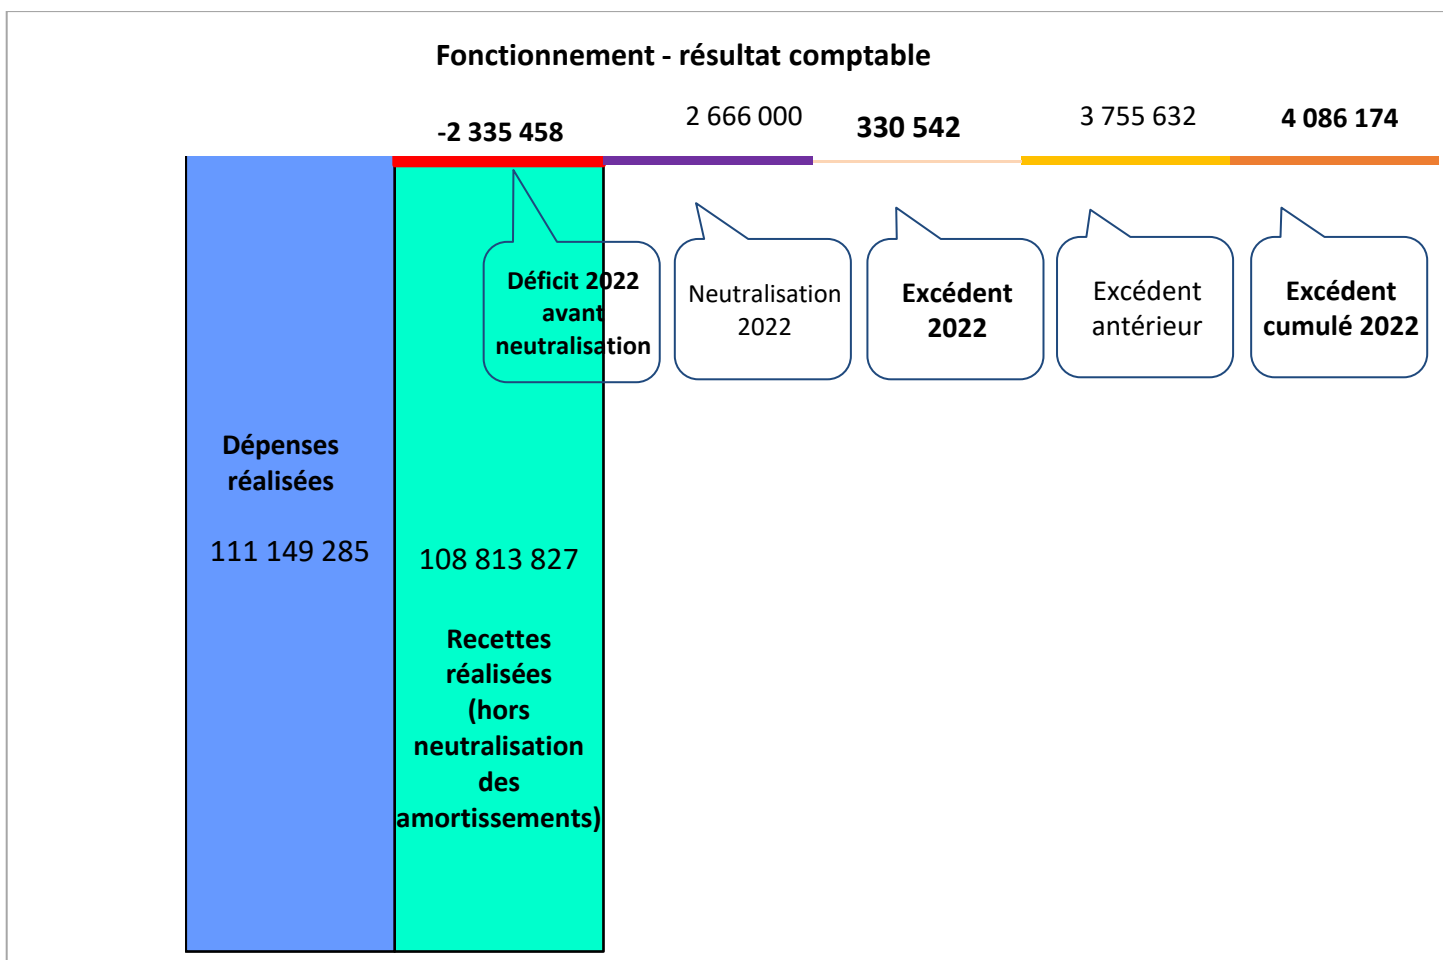 Fonctionnement - résultat comptable
-2 335 458
2 666 000
330 542
3 755 632
4 086 174
Déficit 2022
avant
neutralisation
Neutralisation
2022
Excédent
2022
Excédent
antérieur
Excédent
cumulé 2022
Dépenses
réalisées
111 149 285
108 813 827
Recettes
réalisées
(hors
neutralisation
des
amortissements)